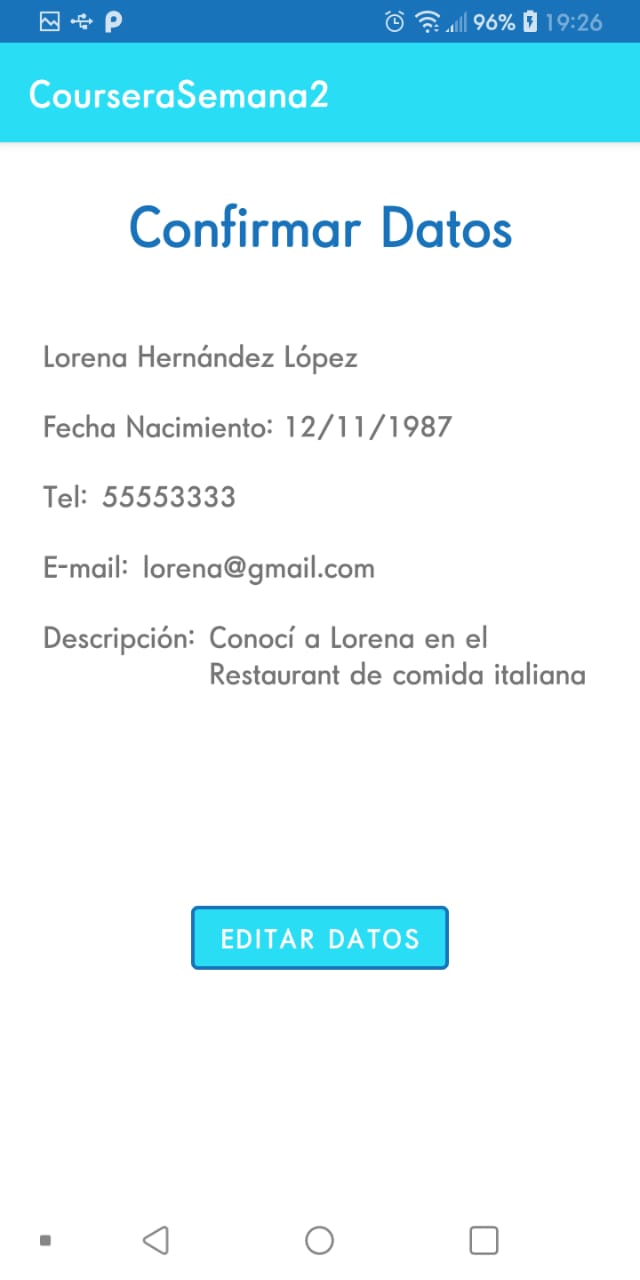 96% 19:26
CourseraSemana2
Confirmar Datos
Lorena Hernández López
Fecha Nacimiento: 12/11/1987
Tel: 55553333
E-mail: lorena@gmail.com
Descripción: Conocí a Lorena en el
Restaurant de comida italiana
EDITAR DATOS